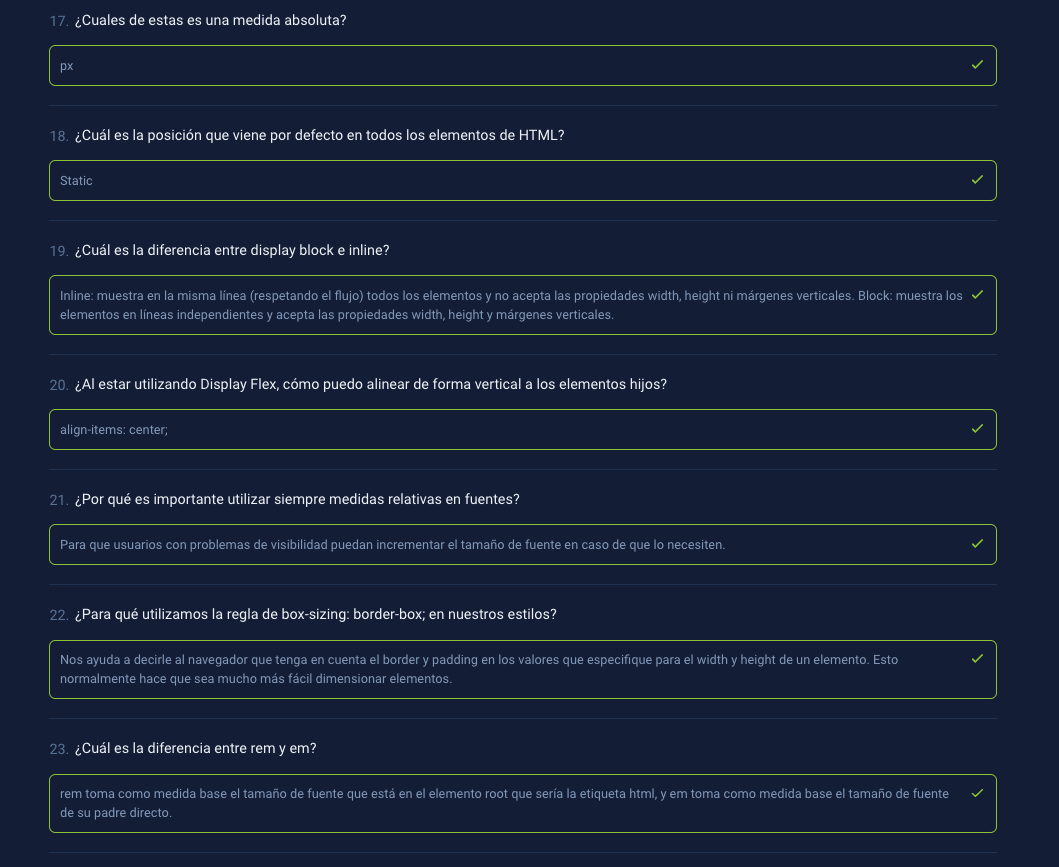 17. ¿Cuales de estas es una medida absoluta?
px
18. ¿Cuál es la posición que viene por defecto en todos los elementos de HTML?
Static
19. ¿Cuál es la diferencia entre display block e inline?
Inline: muestra en la misma línea (respetando el flujo) todos los elementos y no acepta las propiedades width, height ni márgenes verticales. Block: muestra los
elementos en líneas independientes y acepta las propiedades width, height y márgenes verticales.
20. ¿Al estar utilizando Display Flex, cómo puedo alinear de forma vertical a los elementos hijos?
align-items: center;
21. ¿Por qué es importante utilizar siempre medidas relativas en fuentes?
Para que usuarios con problemas de visibilidad puedan incrementar el tamaño de fuente en caso de que lo necesiten.
22. ¿Para qué utilizamos la regla de box-sizing: border-box; en nuestros estilos?
Nos ayuda a decirle al navegador que tenga en cuenta el border y padding en los valores que especifique para el width y height de un elemento. Esto
normalmente hace que sea mucho más fácil dimensionar elementos.
23. ¿Cuál es la diferencia entre rem y em?
rem toma como medida base el tamaño de fuente que está en el elemento root que sería la etiqueta html, y em toma como medida base el tamaño de fuente
de su padre directo.